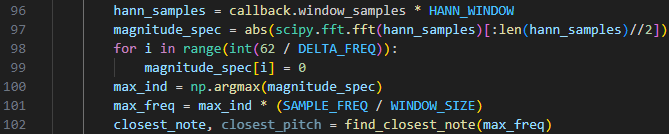 96 hann_samples = callback.window_samples * HANN_WINDOW
97 magnitude_spec = abs(scipy.fft.fft(hann_samples)[:len(hann_samples)//2])
98 for i in range(int(62 / DELTA_FREQ)):
99 magnitude_spec[i] = 0
100 max_ind = np.argmax(magnitude_spec)
101 max_freq = max_ind * (SAMPLE_FREQ / WINDOW_SIZE)
102 closest_note, closest_pitch = find_closest_note(max_freq)